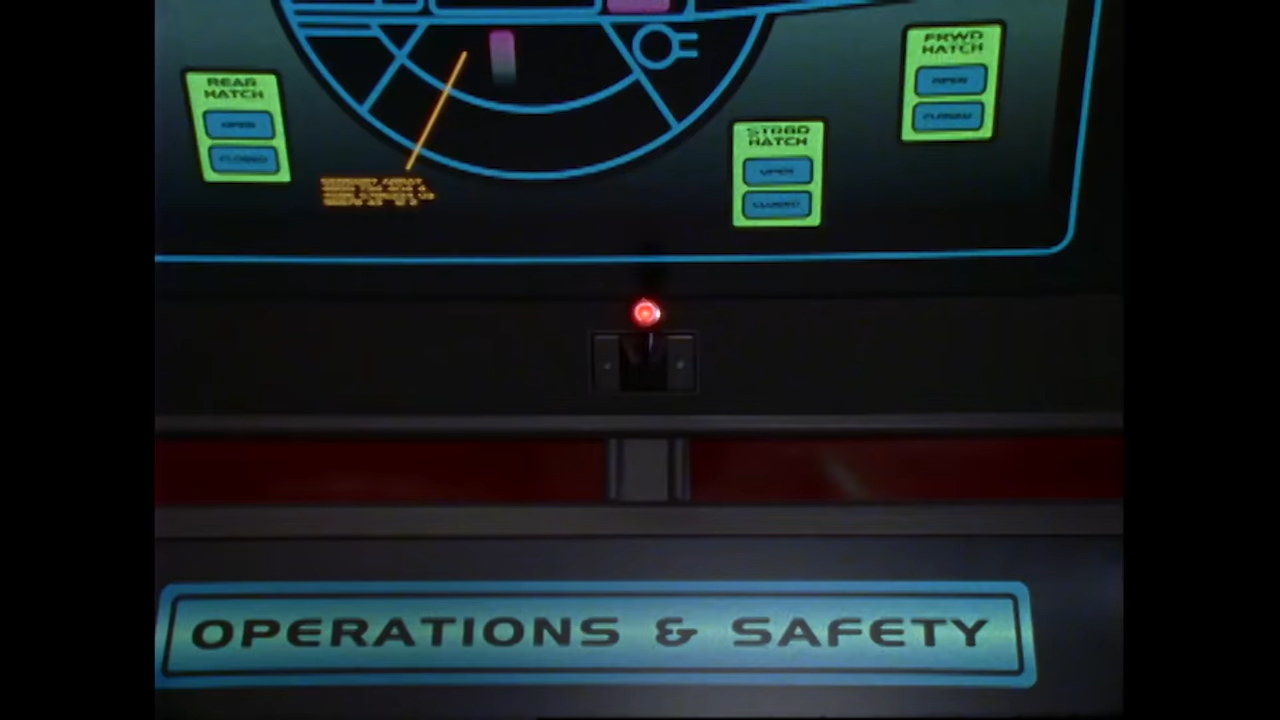 FRWD
HATCH
OPEN
CLOSED
REAR
HATCH
OPEN
CLOSED
STRBD
HATCH
OPEN
CLOSED
OPERATIONS & SAFETY